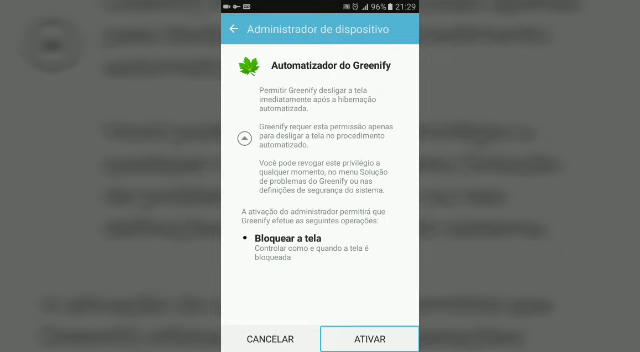 96% 21:29
Administrador de dispositivo
Automatizador do Greenify
Permitir Greenify desligar a tela
imediatamente após a hibernação
automatizada.
Greenify requer esta permissão apenas
para desligar a tela no procedimento
automatizado.
Você pode revogar este privilégio a
qualquer momento, no menu Solução
de problemas do Greenify ou nas
definições de segurança do sistema.
A ativação do administrador permitirá que
Greenify efetue as seguintes operações:
• Bloquear a tela
Controlar como e quando a tela é
bloqueada
CANCELAR
ATIVAR